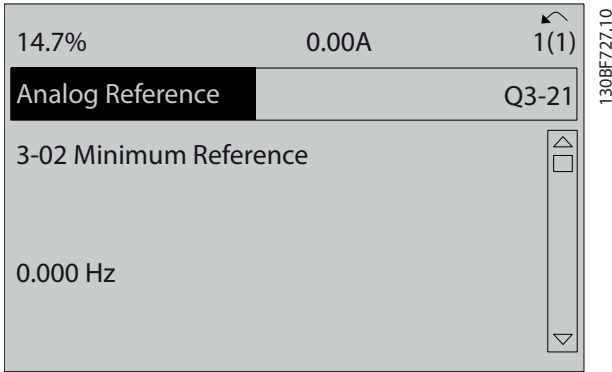 14.7% 0.00A 1(1)
Analog Reference Q3-21
3-02 Minimum Reference
0.000 Hz
130BF727.10